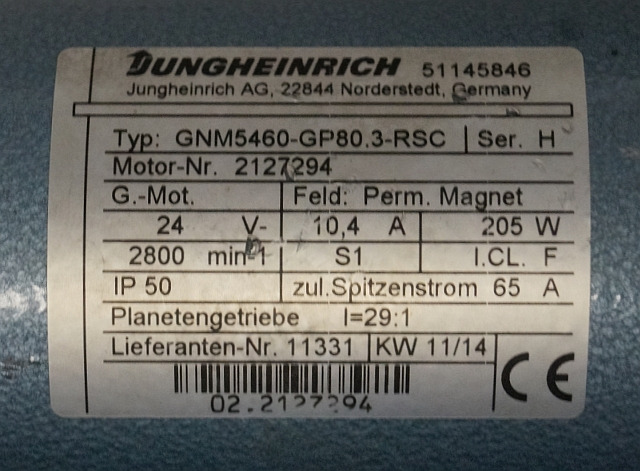 JUNGHEINRICH 51145846
Jungheinrich AG, 22844 Norderstedt, Germany
Typ: GNM5460-GP80.3-RSC Ser. H
Motor-Nr. 2127294
G.-Mot. Feld: Perm. Magnet
24 V- 10,4 A 205 W
2800 min-1 S1 I.CL. F
IP 50 zul.Spitzenstrom 65 A
Planetengetriebe I=29:1
Lieferanten-Nr. 11331 KW 11/14
CE
02.2127294